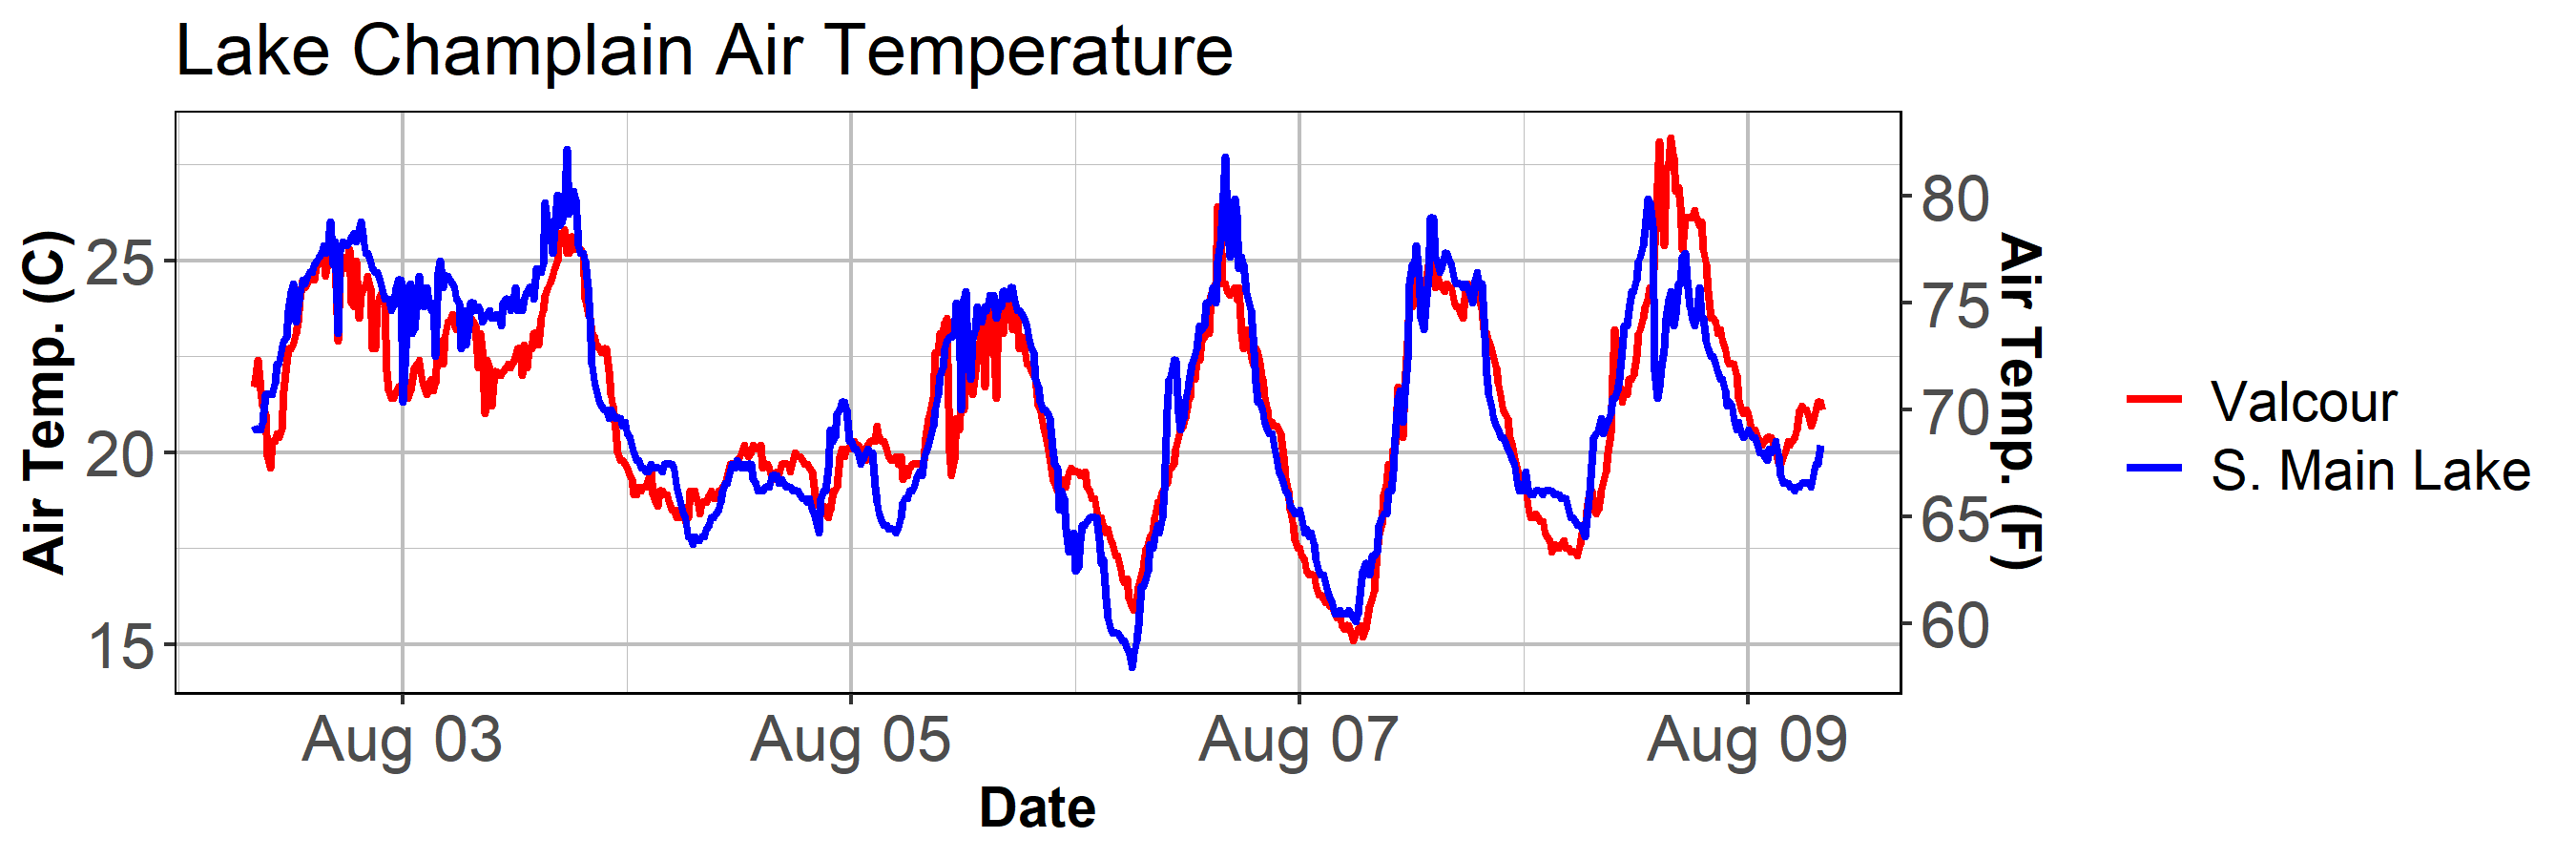 Lake Champlain Air Temperature
Air Temp. (C)
25
20
15
80
75
70
65
60
Air Temp. (F)
Aug 03
Aug 05
Aug 07
Aug 09
Date
Valcour
S. Main Lake